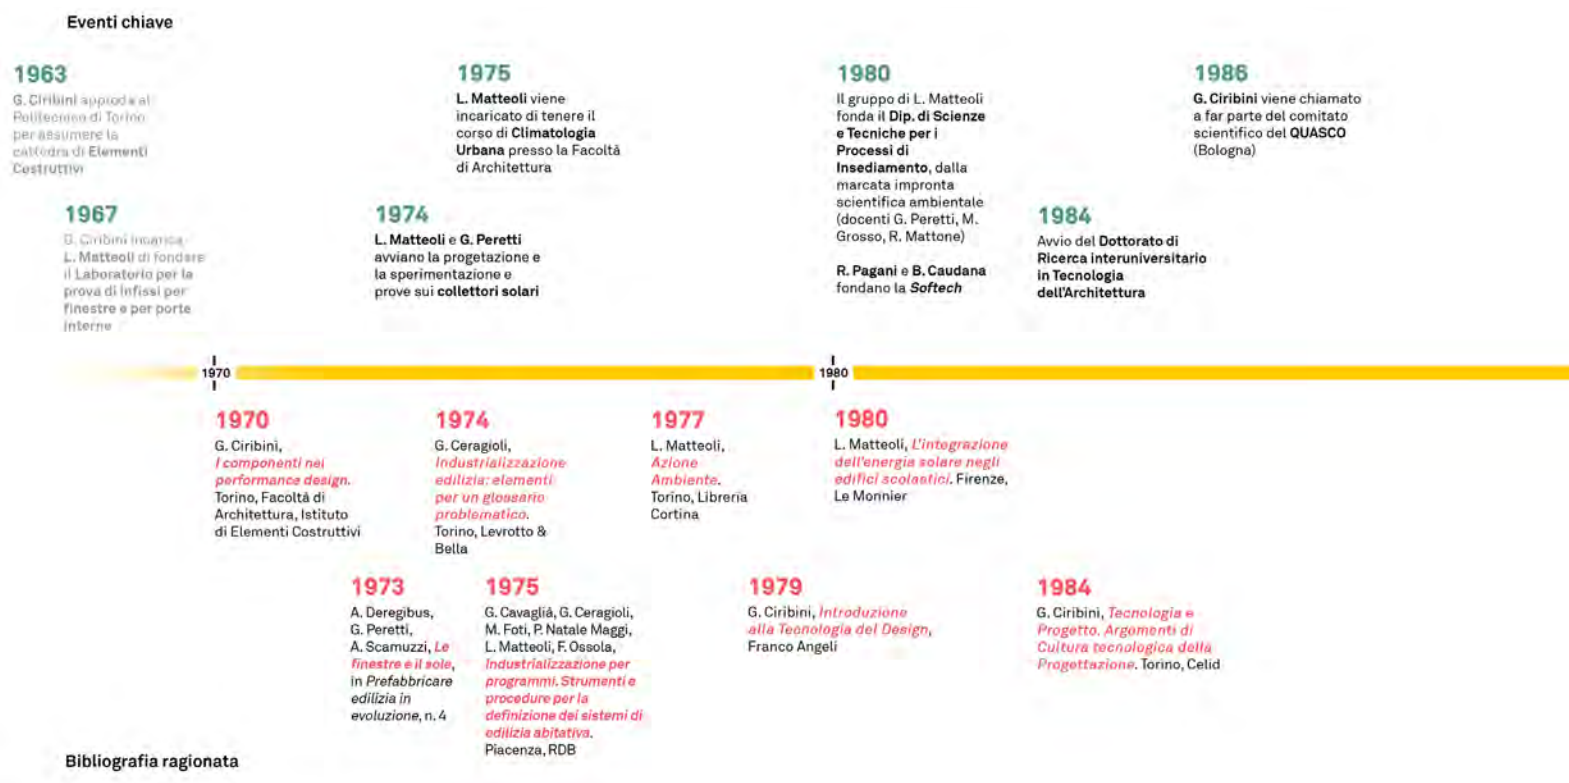 Eventi chiave
1963
G. Ciribini approda al
Politecnico di Torino
per assumere la
cattedra di Elementi
Costruttivi
1967
G. Ciribini incarica
L. Matteoli di fondare
il Laboratorio per la
prova di infissi per
finestre e per porte
interne
1975
L. Matteoli viene
incaricato di tenere il
corso di Climatologia
Urbana presso la Facoltà
di Architettura
1974
L. Matteoli e G. Peretti
avviano la progetazione e
la sperimentazione e
prove sui collettori solari
1980
Il gruppo di L. Matteoli
fonda il Dip. di Scienze
e Tecniche per i
Processi di
Insediamento, dalla
marcata impronta
scientifica ambientale
(docenti G. Peretti, M.
Grosso, R. Mattone)
R. Pagani e B. Caudana
fondano la Softech
1984
Avvio del Dottorato di
Ricerca interuniversitario
in Tecnologia
dell'Architettura
1986
G. Ciribini viene chiamato
a far parte del comitato
scientifico del QUASCO
(Bologna)
1970
1980
1970
G. Ciribini,
I componenti nel
performance design.
Torino, Facoltà di
Architettura, Istituto
di Elementi Costruttivi
1974
G. Ceragioli,
Industrializzazione
edilizia: elementi
per un glossario
problematico.
Torino, Levrotto &
Bella
1977
L. Matteoli,
Azione
Ambiente.
Torino, Libreria
Cortina
1980
L. Matteoli, L'integrazione
dell'energia solare negli
edifici scolastici. Firenze,
Le Monnier
1973
A. Deregibus,
G. Peretti,
A. Scamuzzi, Le
finestre e il sole,
in Prefabbricare
edilizia in
evoluzione, n. 4
1975
G. Cavaglià, G. Ceragioli,
M. Foti, P. Natale Maggi,
L. Matteoli, F. Ossola,
Industrializzazione per
programmi. Strumenti e
procedure per la
definizione dei sistemi di
edilizia abitativa.
Piacenza, RDB
1979
G. Ciribini, Introduzione
alla Tecnologia del Design,
Franco Angeli
1984
G. Ciribini, Tecnologia e
Progetto. Argomenti di
Cultura tecnologica della
Progettazione. Torino, Celid
Bibliografia ragionata